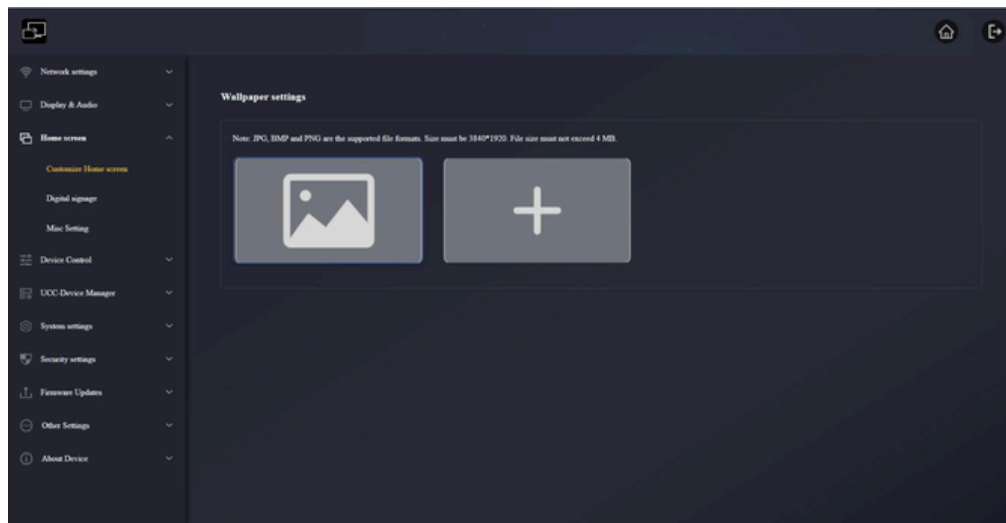 Network settings
Display & Audio
Home screen
Customize Home screen
Digital signage
Misc Setting
Device Control
UCC-Device Manager
System settings
Security settings
Firmware Updates
Other Settings
About Device
Wallpaper settings
Note: JPG, BMP and PNG are the supported file formats. Size must be 3840*1920. File size must not exceed 4 MB.